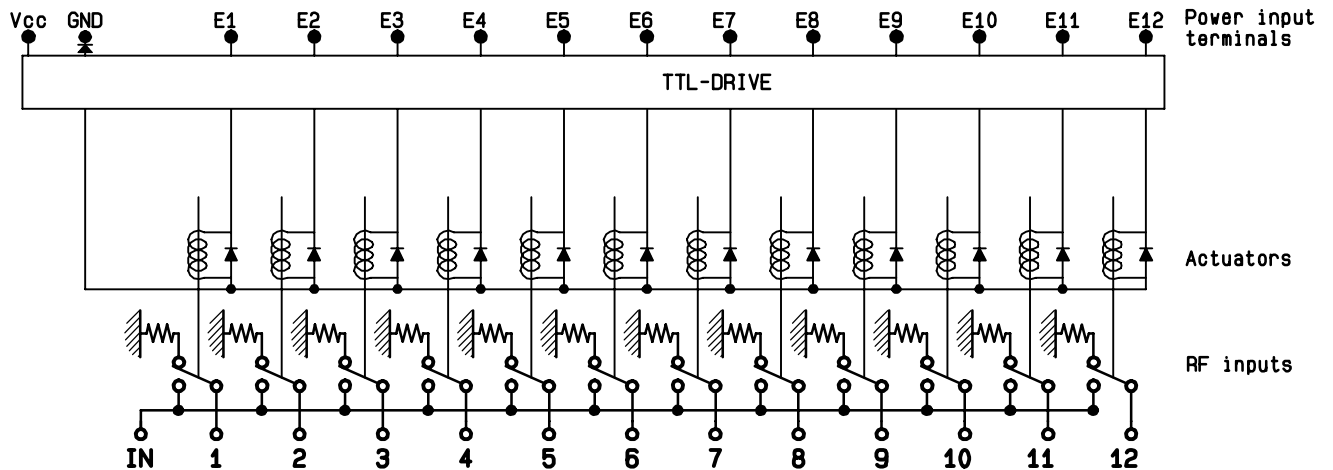 Vcc GND E1 E2 E3 E4 E5 E6 E7 E8 E9 E10 E11 E12 Power input
terminals
TTL-DRIVE
Actuators
RF inputs
IN 1 2 3 4 5 6 7 8 9 10 11 12